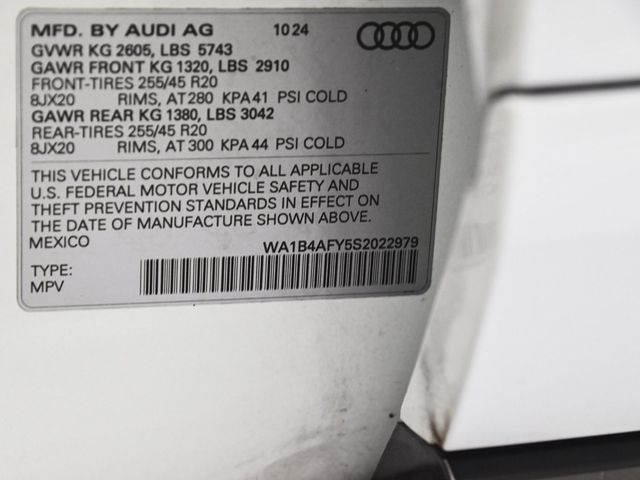 MFD. BY AUDI AG 10 24
GVWR KG 2605, LBS 5743
GAWR FRONT KG 1320, LBS 2910
FRONT-TIRES 255/45 R20
8JX20 RIMS, AT 280 KPA 41 PSI COLD
GAWR REAR KG 1380, LBS 3042
REAR-TIRES 255/45 R20
8JX20 RIMS, AT 300 KPA 44 PSI COLD
THIS VEHICLE CONFORMS TO ALL APPLICABLE
U.S. FEDERAL MOTOR VEHICLE SAFETY AND
THEFT PREVENTION STANDARDS IN EFFECT ON
THE DATE OF MANUFACTURE SHOWN ABOVE.
MEXICO WA1B4AFY5S2022979
TYPE:
MPV